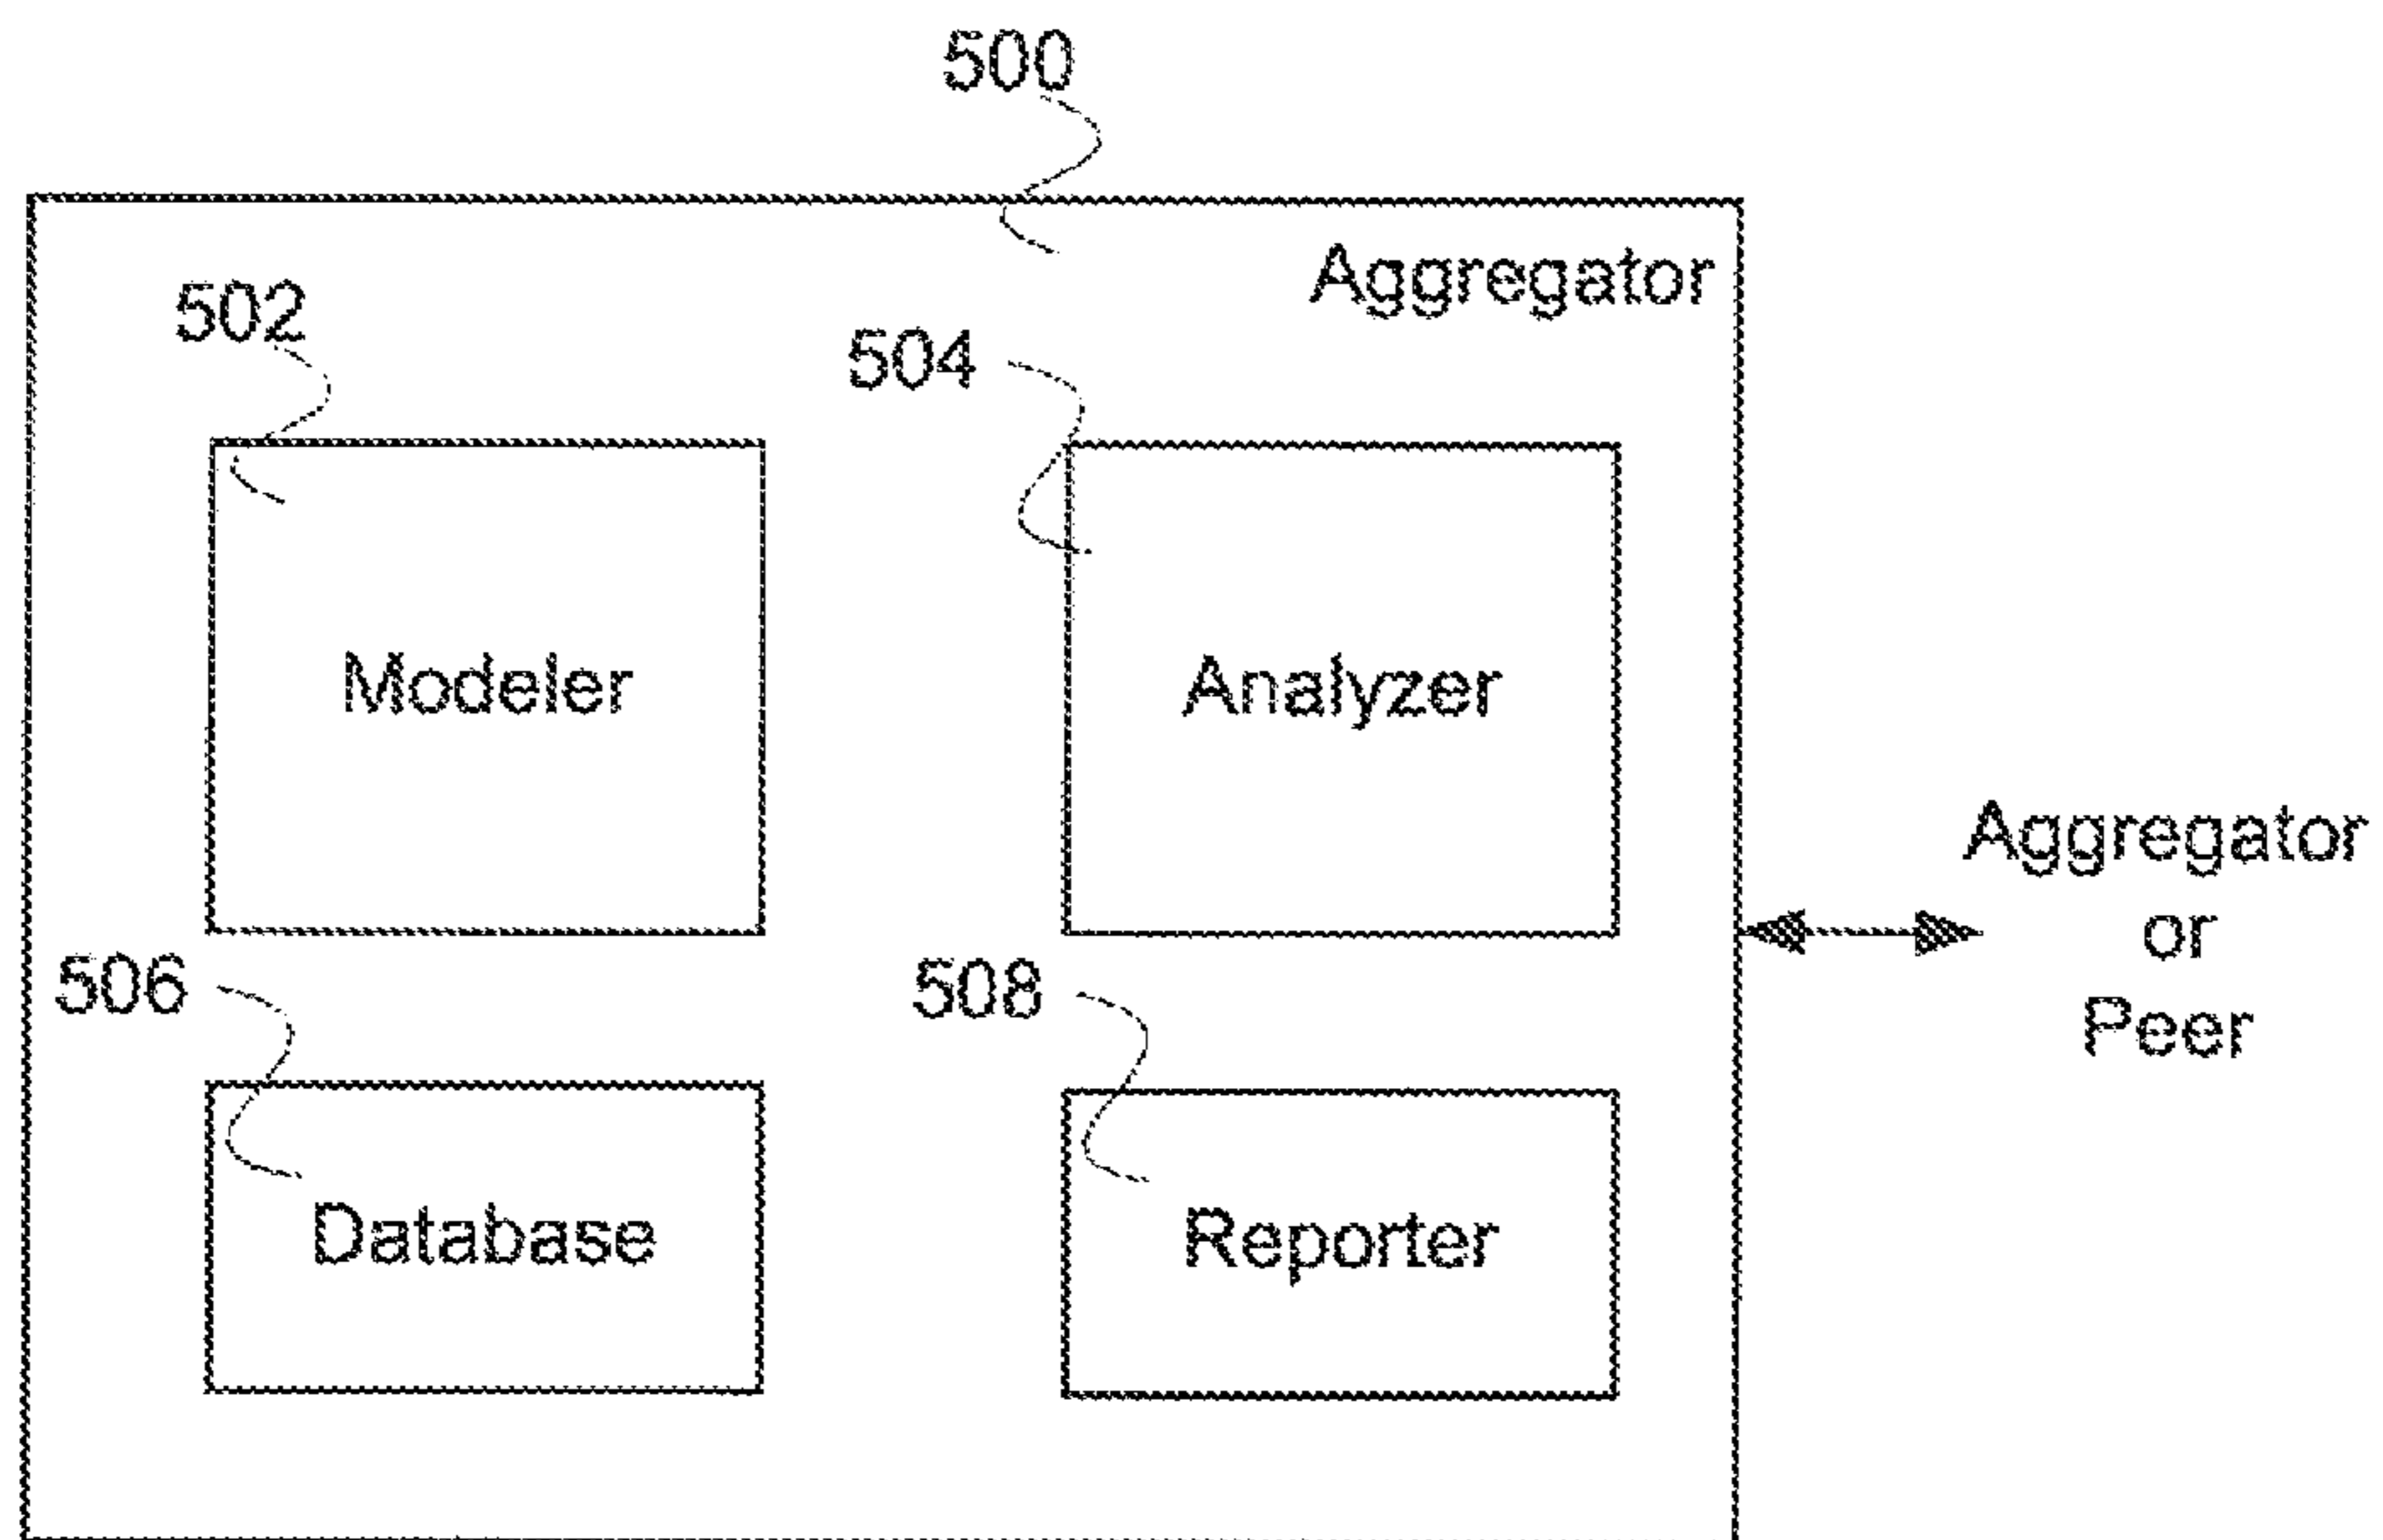 500
Aggregator
502
504
Modeler
Analyzer
Aggregator
or
Peer
506
508
Database
Reporter